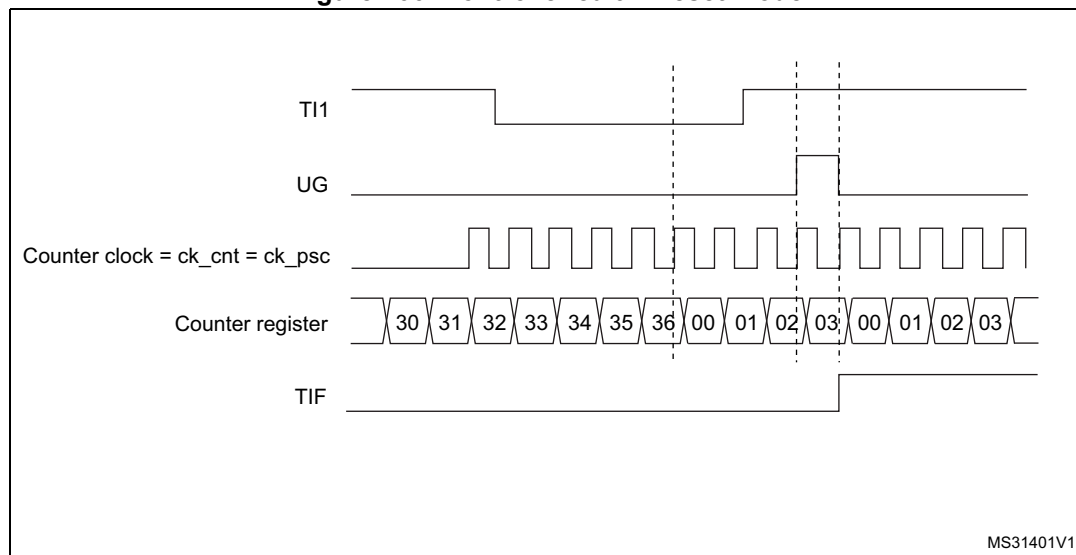 TI1
UG
Counter clock = ck_cnt = ck_psc
Counter register 30 31 32 33 34 35 36 00 01 02 03 00 01 02 03
TIF
MS31401V1